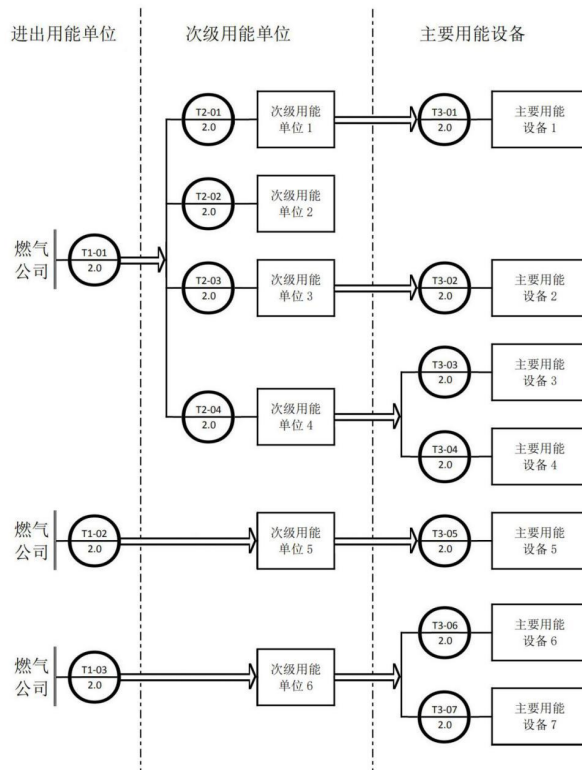 进出用能单位
次级用能单位
主要用能设备
T2-01
2.0
次级用能
单位 1
T3-01
2.0
主要用能
设备 1
T2-02
2.0
次级用能
单位 2
燃气
公司
T1-01
2.0
T2-03
2.0
次级用能
单位 3
T3-02
2.0
主要用能
设备 2
T3-03
2.0
主要用能
设备 3
T2-04
2.0
次级用能
单位 4
T3-04
2.0
主要用能
设备 4
燃气
公司
T1-02
2.0
次级用能
单位 5
T3-05
2.0
主要用能
设备 5
T3-06
2.0
主要用能
设备 6
燃气
公司
T1-03
2.0
次级用能
单位 6
T3-07
2.0
主要用能
设备 7